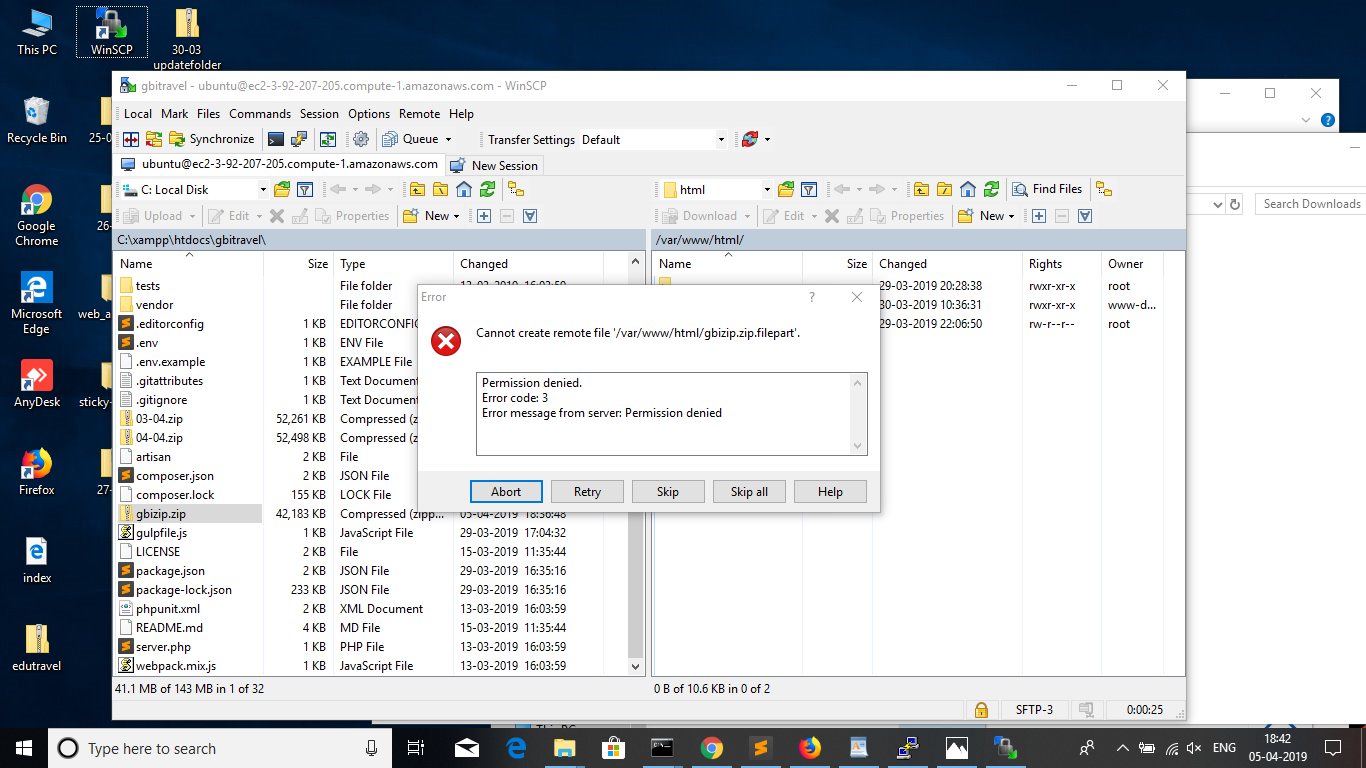 This PC
WinSCP
30-03
updatefolder
gbitravel - ubuntu@ec2-3-92-207-205.compute-1.amazonaws.com - WinSCP
Local Mark Files Commands Session Options Remote Help
Recycle Bin
25-0
Synchronize
Queue
Transfer Settings Default
ubuntu@ec2-3-92-207-205.compute-1.amazonaws.com
New Session
C: Local Disk
html
Find Files
Google
Chrome
26-
Upload Edit Properties New
Download Edit Properties New
Search Downloads
C:\xampp\htdocs\gbitravel\
/var/www/html/
Name Size Type Changed
Name Size Changed Rights Owner
tests File folder 13-03-2019 16:03:59
29-03-2019 20:28:38 rwxr-xr-x root
vendor File folder
30-03-2019 10:36:31 rwxr-xr-x www-d...
.editorconfig 1 KB EDITORCONFIG
29-03-2019 22:06:50 rw-r--r-- root
.env 1 KB ENV File
.env.example 1 KB EXAMPLE File
.gitattributes 1 KB Text Document
.gitignore 1 KB Text Document
03-04.zip 52,261 KB Compressed (z
04-04.zip 52,498 KB Compressed (z
artisan 2 KB File
composer.json 2 KB JSON File
composer.lock 155 KB LOCK File
gbizip.zip 42,183 KB Compressed (zipp... 05-04-2019 18:36:48
gulpfile.js 1 KB JavaScript File 29-03-2019 17:04:32
LICENSE 2 KB File 15-03-2019 11:35:44
package.json 2 KB JSON File 29-03-2019 16:35:16
package-lock.json 233 KB JSON File 29-03-2019 16:35:16
phpunit.xml 2 KB XML Document 13-03-2019 16:03:59
README.md 4 KB MD File 15-03-2019 11:35:44
server.php 1 KB PHP File 13-03-2019 16:03:59
webpack.mix.js 1 KB JavaScript File 13-03-2019 16:03:59
41.1 MB of 143 MB in 1 of 32
0 B of 10.6 KB in 0 of 2
SFTP-3 0:00:25
Error
Cannot create remote file '/var/www/html/gbizip.zip.filepart'.
Permission denied.
Error code: 3
Error message from server: Permission denied
Abort Retry Skip Skip all Help
Microsoft
Edge
web_a
AnyDesk
sticky-
Firefox
27-
index
edutravel
This PC
Type here to search
ENG
18:42
05-04-2019